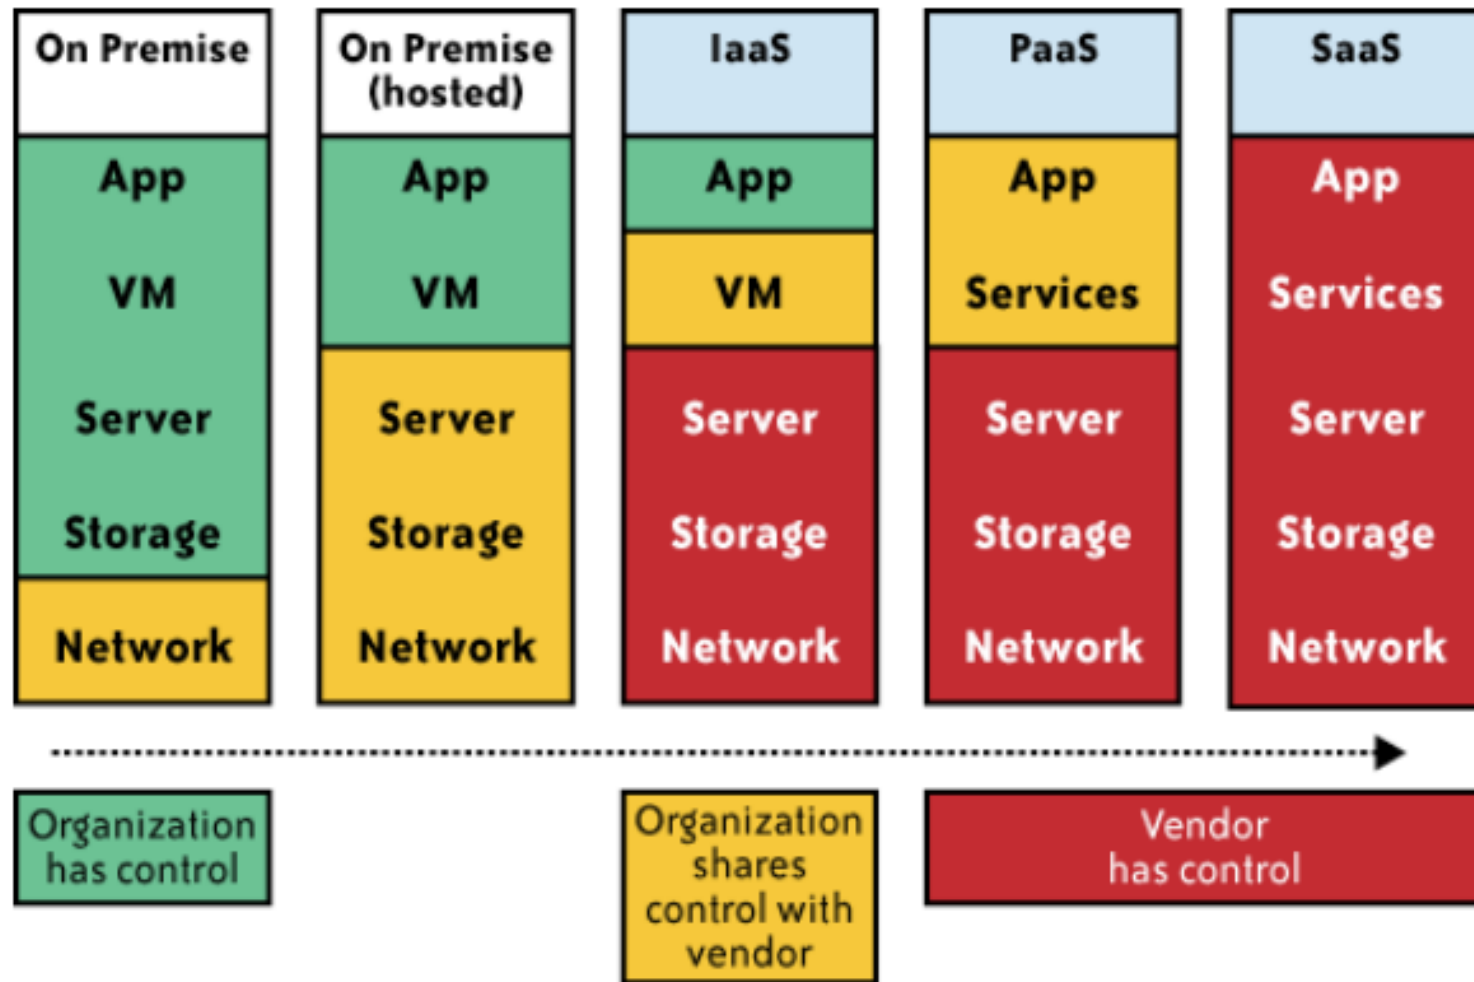 On Premise
App
VM
Server
Storage
Network
On Premise
(hosted)
App
VM
Server
Storage
Network
IaaS
App
VM
Server
Storage
Network
PaaS
App
Services
Server
Storage
Network
SaaS
App
Services
Server
Storage
Network
Organization
has control
Organization
shares
control with
vendor
Vendor
has control